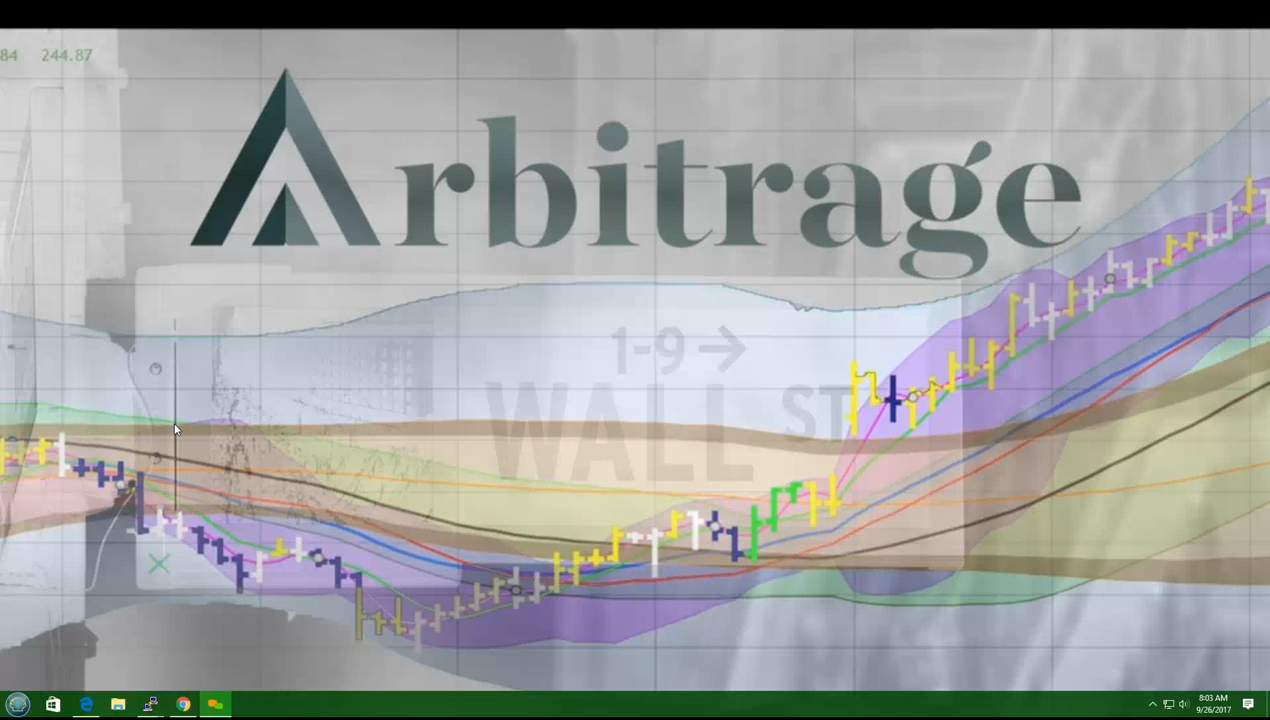 84 244.87
Arbitrage
1-9 →
WALL ST
8:03 AM
9/26/2017